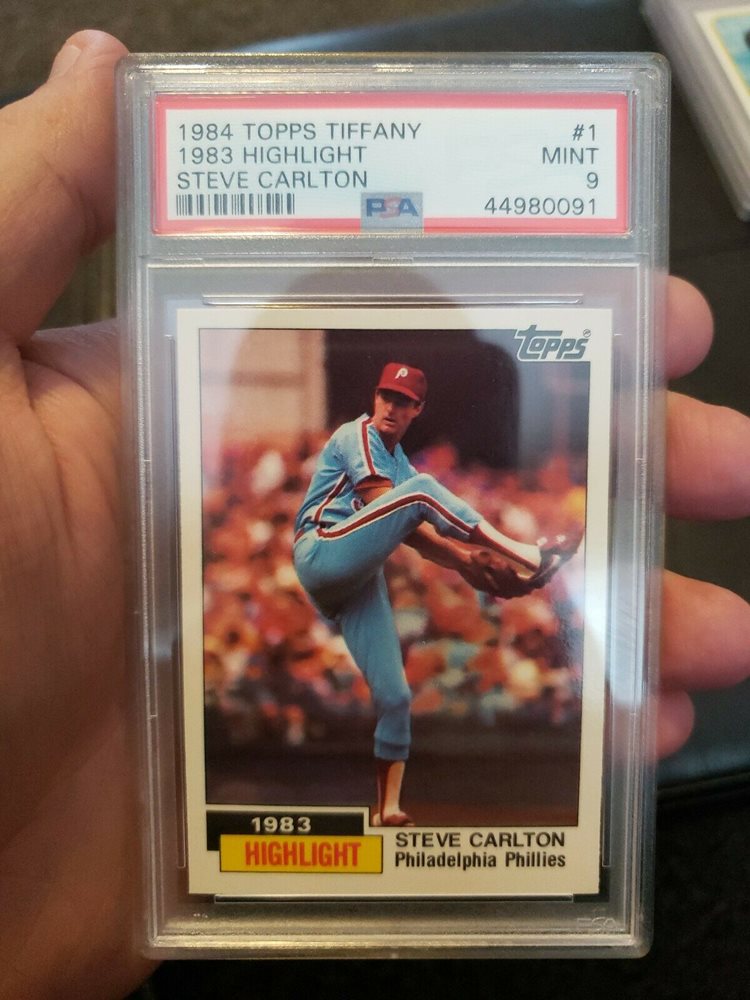 1984 TOPPS TIFFANY #1
1983 HIGHLIGHT MINT
STEVE CARLTON 9
PSA 44980091
Topps
P
1983
HIGHLIGHT
STEVE CARLTON
Philadelphia Phillies